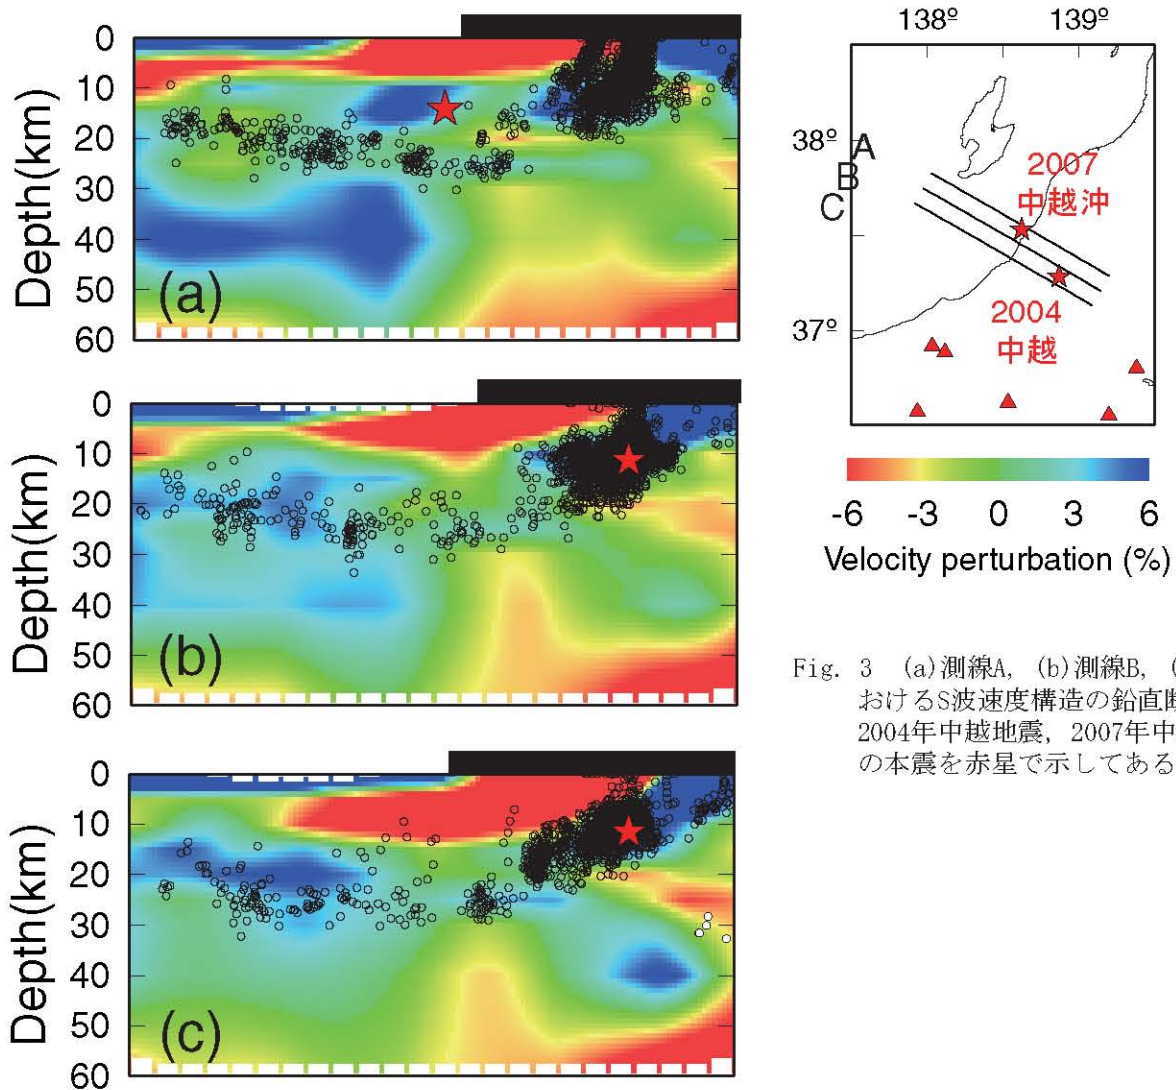 0
10
20
30
40
50
60
Depth(km)
(a)
0
10
20
30
40
50
60
Depth(km)
(b)
0
10
20
30
40
50
60
Depth(km)
(c)
138º 139º
38º
37º
A
B
C
2007
中越沖
2004
中越
-6 -3 0 3 6
Velocity perturbation (%)
Fig. 3 (a)測線A, (b)測線B, (
おけるS波速度構造の鉛直
2004年中越地震, 2007年中
の本震を赤星で示してある